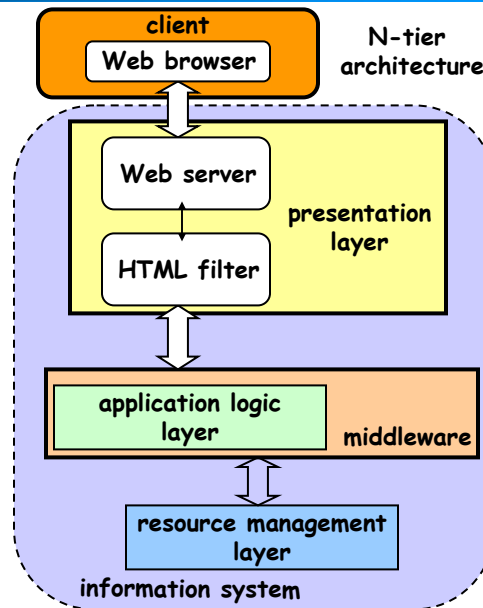 client
Web browser
N-tier
architecture
Web server
HTML filter
presentation
layer
application logic
layer
middleware
resource management
layer
information system